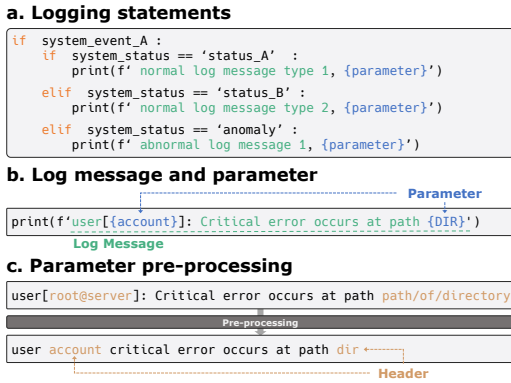 a. Logging statements
if system_event_A :
if system_status == ‘status_A’ :
print(f‘ normal log message type 1, {parameter}’)
elif system_status == ‘status_B’ :
print(f‘ normal log message type 2, {parameter}’)
elif system_status == ‘anomaly’ :
print(f‘ abnormal log message 1, {parameter}’)
b. Log message and parameter
Parameter
print(f‘user[{account}]: Critical error occurs at path {DIR}')
Log Message
c. Parameter pre-processing
user[root@server]: Critical error occurs at path path/of/directory
Pre-processing
user account critical error occurs at path dir
Header